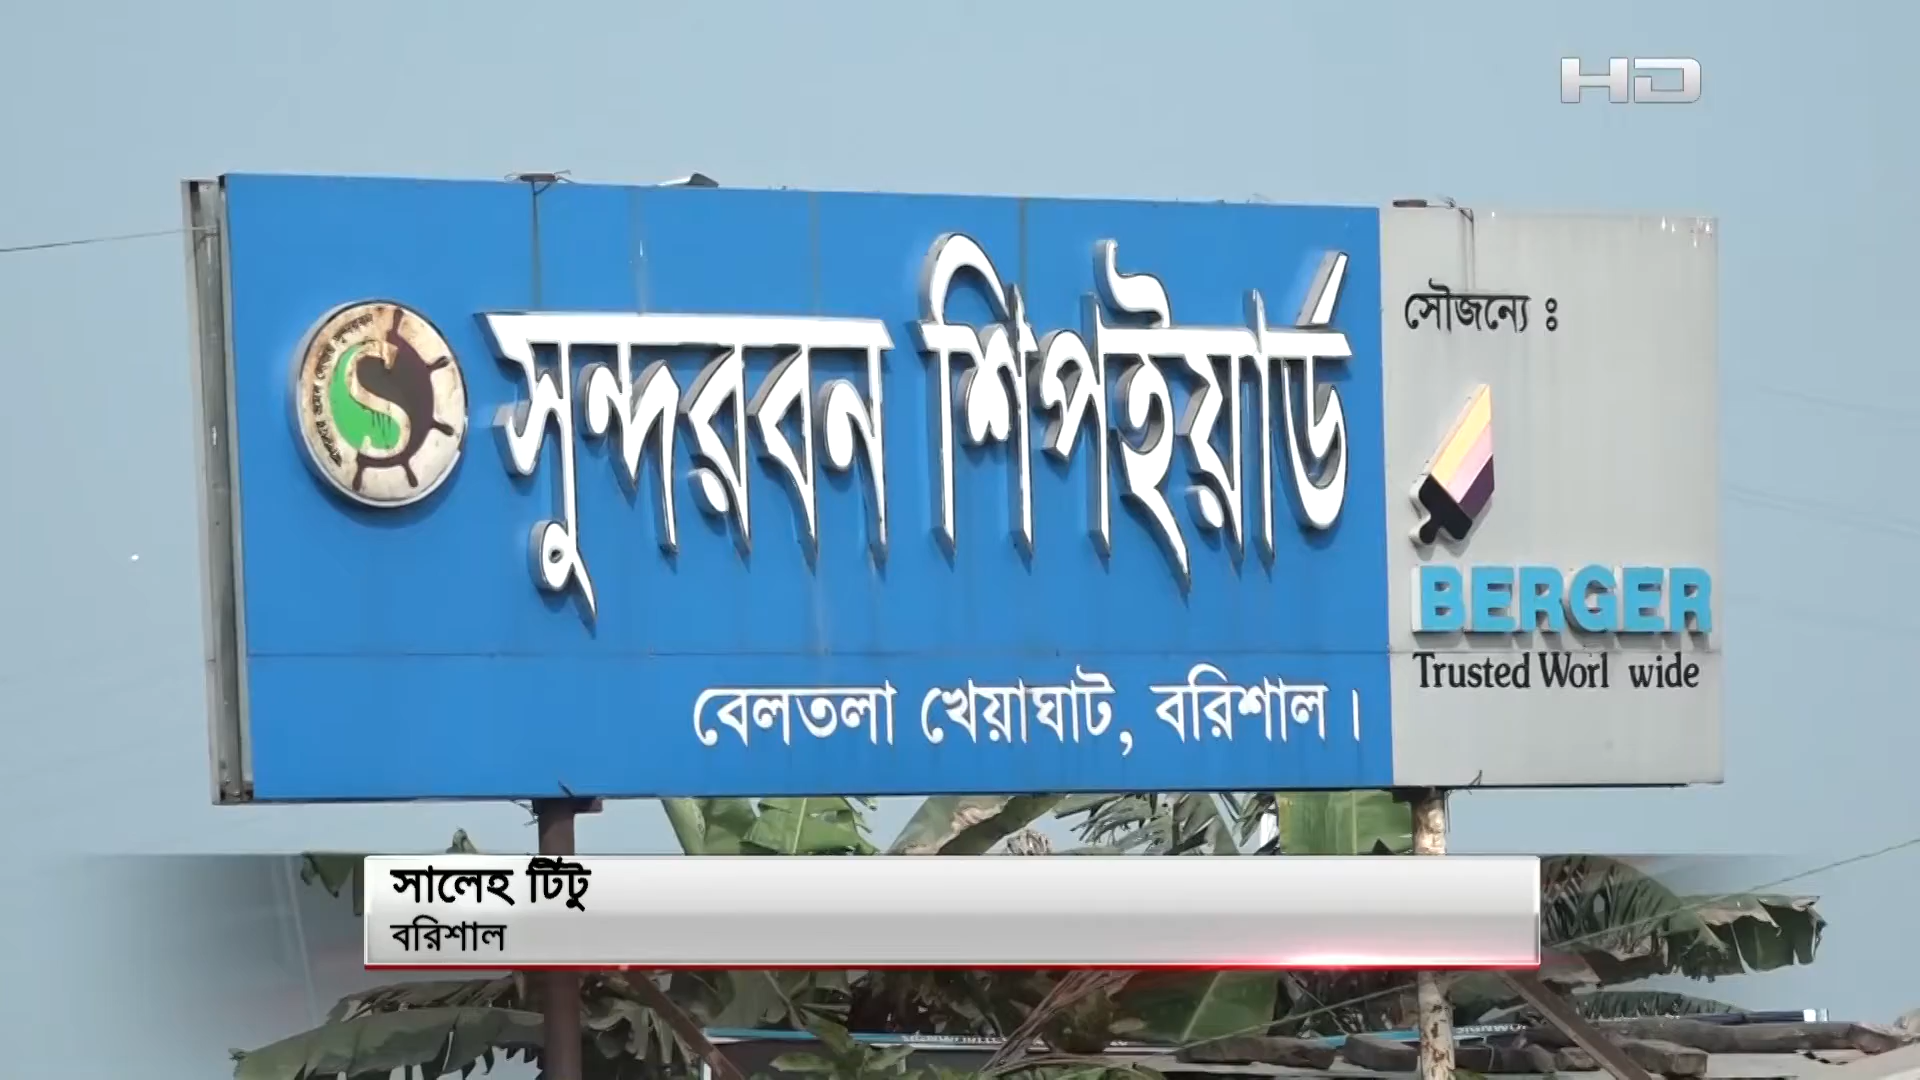 HD
সুন্দরবন শিপইয়ার্ড
বেলতলা খেয়াঘাট, বরিশাল।
সৌজন্যে ঃ
BERGER
Trusted Worl wide
সালেহ টিটু
বরিশাল